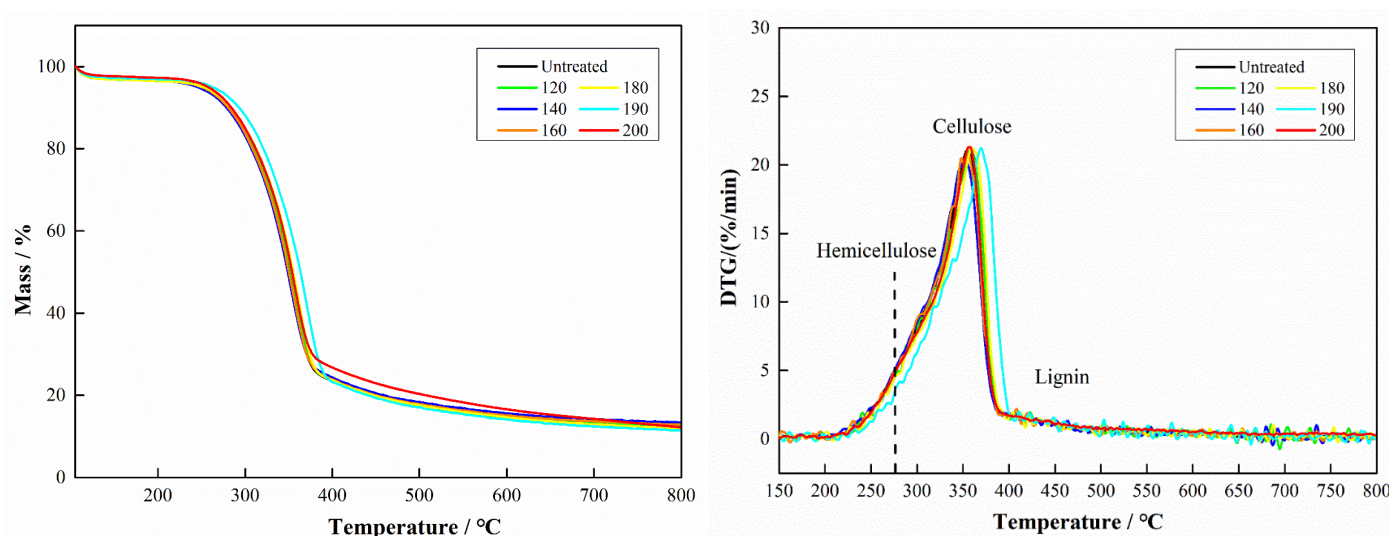 Mass / %
100
80
60
40
20
0
200 300 400 500 600 700 800
Temperature / °C
Untreated
120 180
140 190
160 200
DTG/(%/min)
30
25
20
15
10
5
0
150 200 250 300 350 400 450 500 550 600 650 700 750 800
Temperature / °C
Untreated
120 180
140 190
160 200
Cellulose
Hemicellulose
Lignin